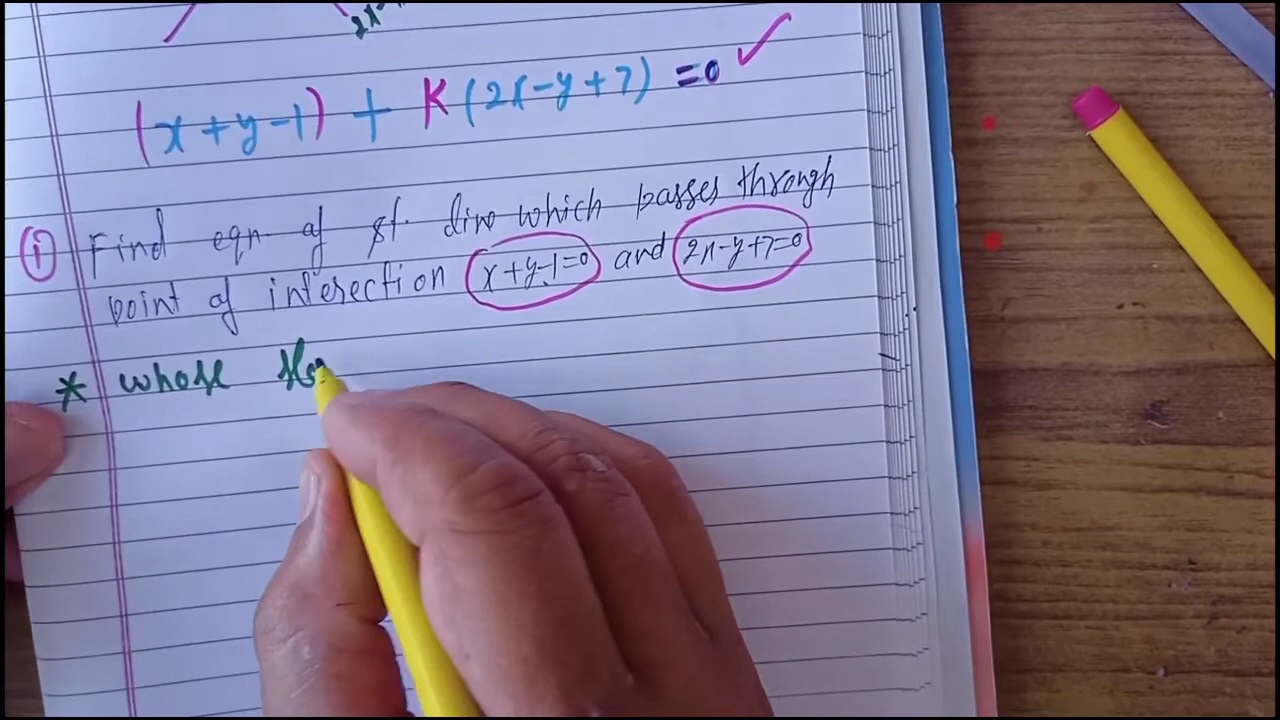 (x+y-1) + K (2x-y+7) =0 ✓
① Find eqn of st. line which passes through
point of intersection x+y-1=0 and 2x-y+7=0
* whose